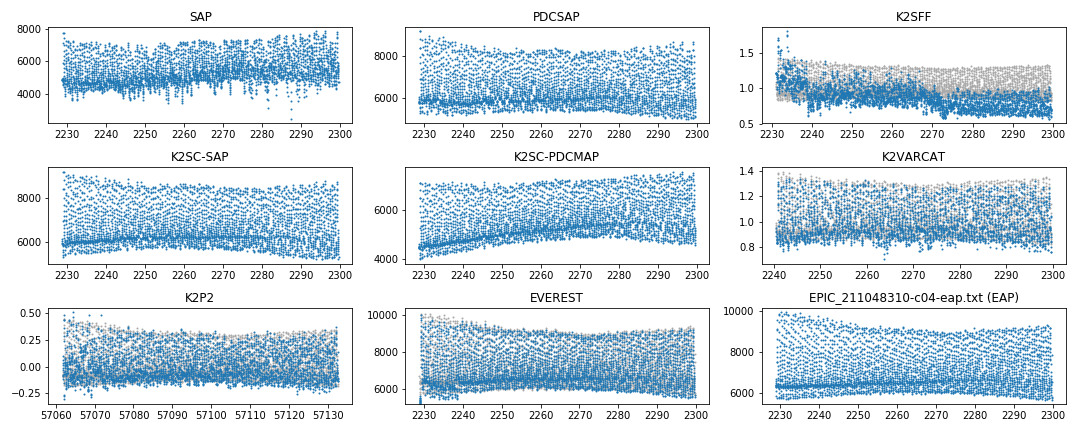 SAP
8000
6000
4000
2230 2240 2250 2260 2270 2280 2290 2300
PDCSAP
8000
6000
2230 2240 2250 2260 2270 2280 2290 2300
K2SFF
1.5
1.0
0.5
2230 2240 2250 2260 2270 2280 2290 2300
K2SC-SAP
8000
6000
2230 2240 2250 2260 2270 2280 2290 2300
K2SC-PDCMAP
6000
4000
2230 2240 2250 2260 2270 2280 2290 2300
K2VARCAT
1.4
1.2
1.0
0.8
2240 2250 2260 2270 2280 2290 2300
K2P2
0.50
0.25
0.00
−0.25
57060 57070 57080 57090 57100 57110 57120 57130
EVEREST
10000
8000
6000
2230 2240 2250 2260 2270 2280 2290 2300
EPIC_211048310-c04-eap.txt (EAP)
10000
8000
6000
2230 2240 2250 2260 2270 2280 2290 2300